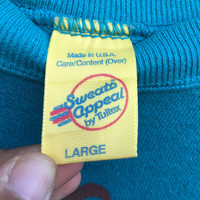 Made in U.S.A.
Care/Content (Over)
Sweats
appeal
by Tultex
LARGE